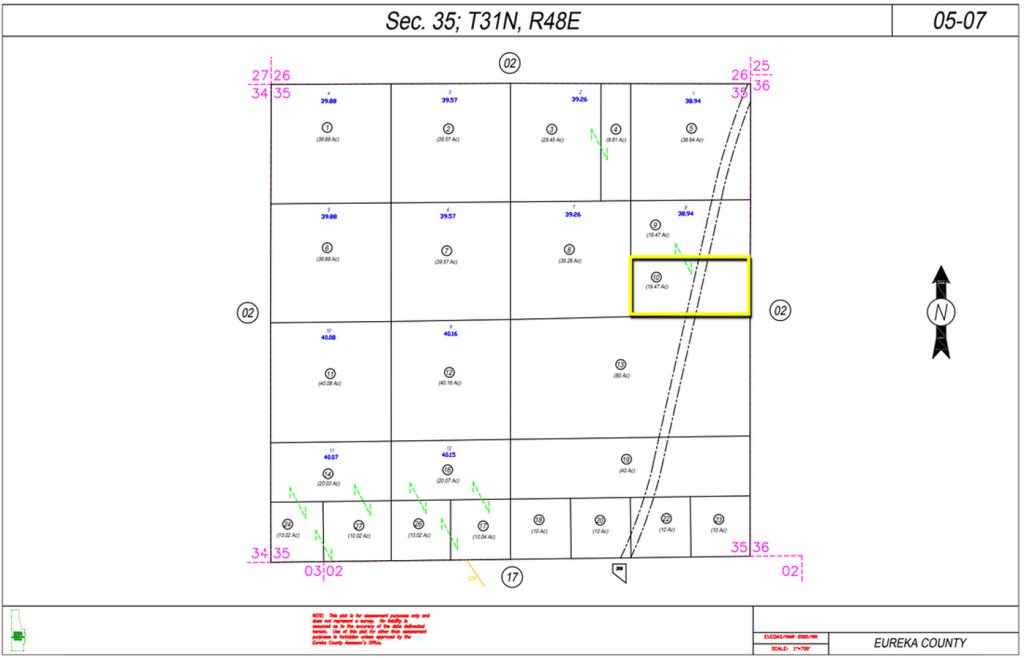 Sec. 35; T31N, R48E
05-07
02
27 26
34 35
26 25
35 36
4
39.88
1
(39.88 Ac)
3
39.57
2
(39.57 Ac)
2
39.26
3
(29.45 Ac)
4
(9.81 Ac)
1
38.94
5
(38.94 Ac)
5
39.88
6
(39.88 Ac)
6
39.57
7
(39.57 Ac)
7
39.26
8
(39.26 Ac)
8
38.94
9
(19.47 Ac)
10
(19.47 Ac)
02
02
N
10
40.08
11
(40.08 Ac)
9
40.16
12
(40.16 Ac)
13
(80 Ac)
11
40.07
14
(20.03 Ac)
12
40.15
16
(20.07 Ac)
19
(40 Ac)
24
(10.02 Ac)
27
(10.02 Ac)
26
(10.02 Ac)
17
(10.04 Ac)
18
(10 Ac)
20
(10 Ac)
22
(10 Ac)
23
(10 Ac)
34 35
03 02
17
306
35 36
02
NOTE: This plat is for assessment purposes only and
does not represent a survey. No liability is
assumed as to the accuracy of the data delineated
hereon. Use of this plat for other than assessment
purposes is forbidden unless approved by the
Eureka County Assessor's Office.
SCALE: 1"=700'
EUREKA COUNTY